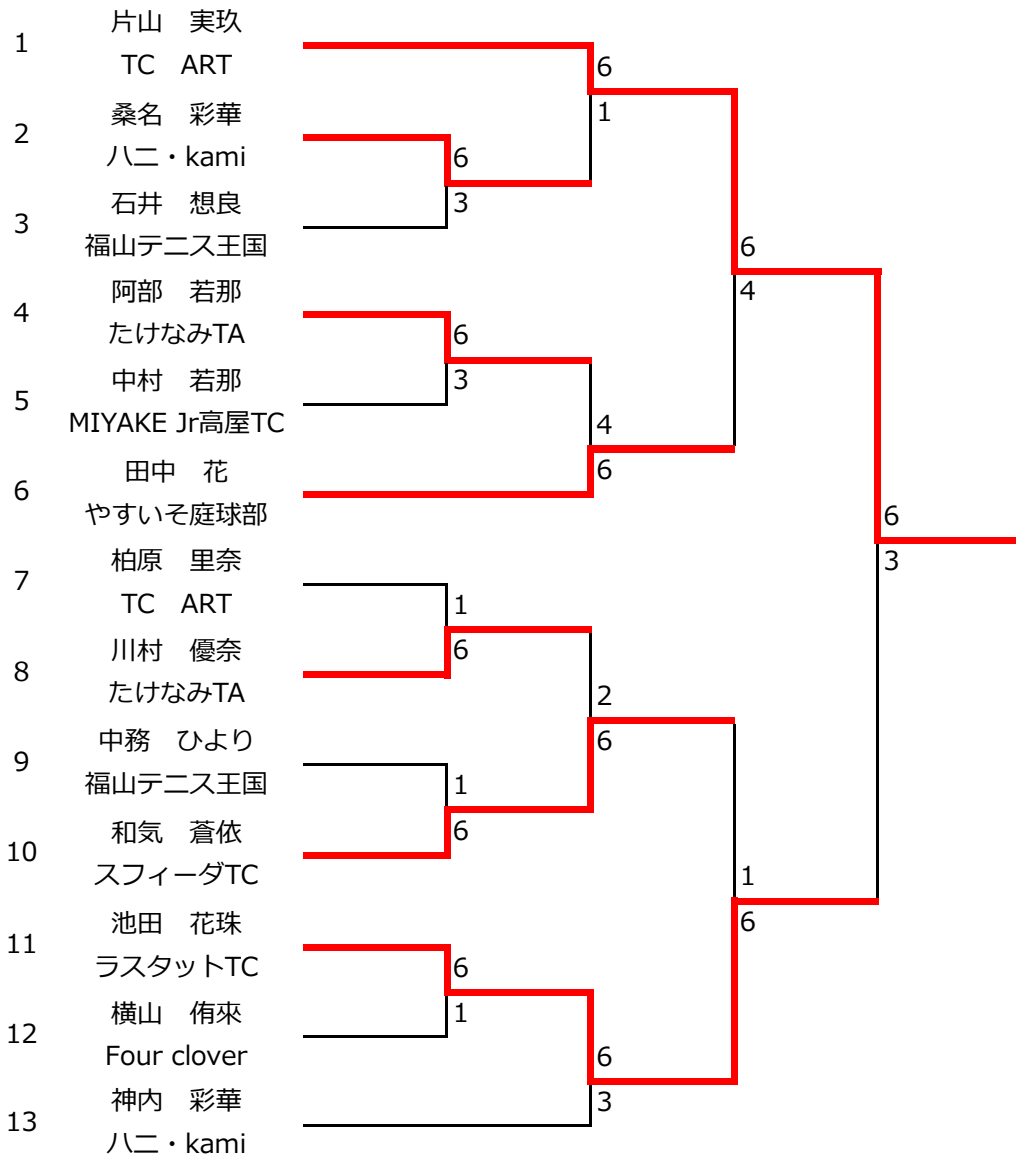 片山　実玖
1
TC　ART
桑名　彩華
2
八二・kami
石井　想良
3
福山テニス王国
阿部　若那
4
たけなみTA
中村　若那
5
MIYAKE Jr高屋TC
田中　花
6
やすいそ庭球部
柏原　里奈
7
TC　ART
川村　優奈
8
たけなみTA
中務　ひより
9
福山テニス王国
和気　蒼依
10
スフィーダTC
池田　花珠
11
ラスタットTC
横山　侑來
12
Four clover
神内　彩華
13
八二・kami
6
3
6
3
1
6
1
6
6
1
6
1
4
6
2
6
6
3
6
4
1
6
6
3